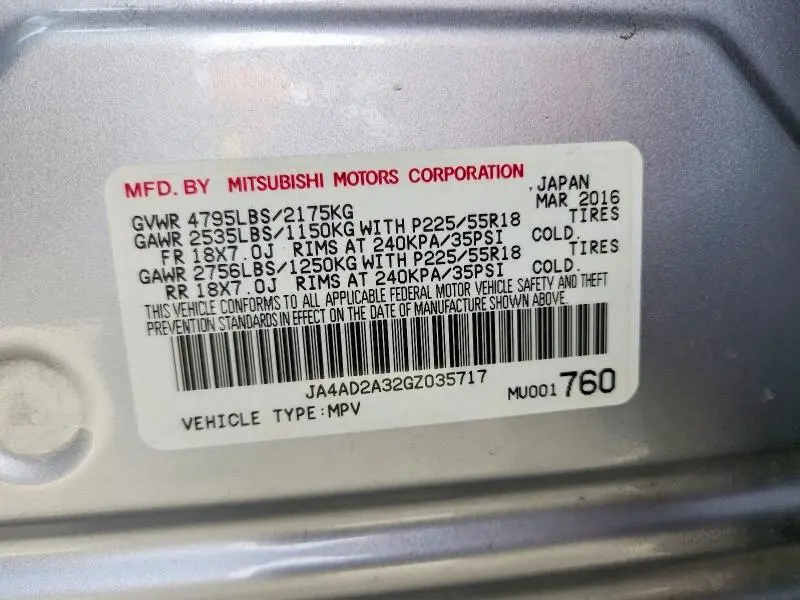 MFD. BY MITSUBISHI MOTORS CORPORATION , JAPAN
GVWR 4795LBS/2175KG MAR 2016
GAWR 2535LBS/1150KG WITH P225/55R18 TIRES
FR 18X7.0J RIMS AT 240KPA/35PSI COLD.
GAWR 2756LBS/1250KG WITH P225/55R18 TIRES
RR 18X7.0J RIMS AT 240KPA/35PSI COLD.
THIS VEHICLE CONFORMS TO ALL APPLICABLE FEDERAL MOTOR VEHICLE SAFETY AND THEFT
PREVENTION STANDARDS IN EFFECT ON THE DATE OF MANUFACTURE SHOWN ABOVE.
JA4AD2A32GZ035717
VEHICLE TYPE:MPV MU001 760